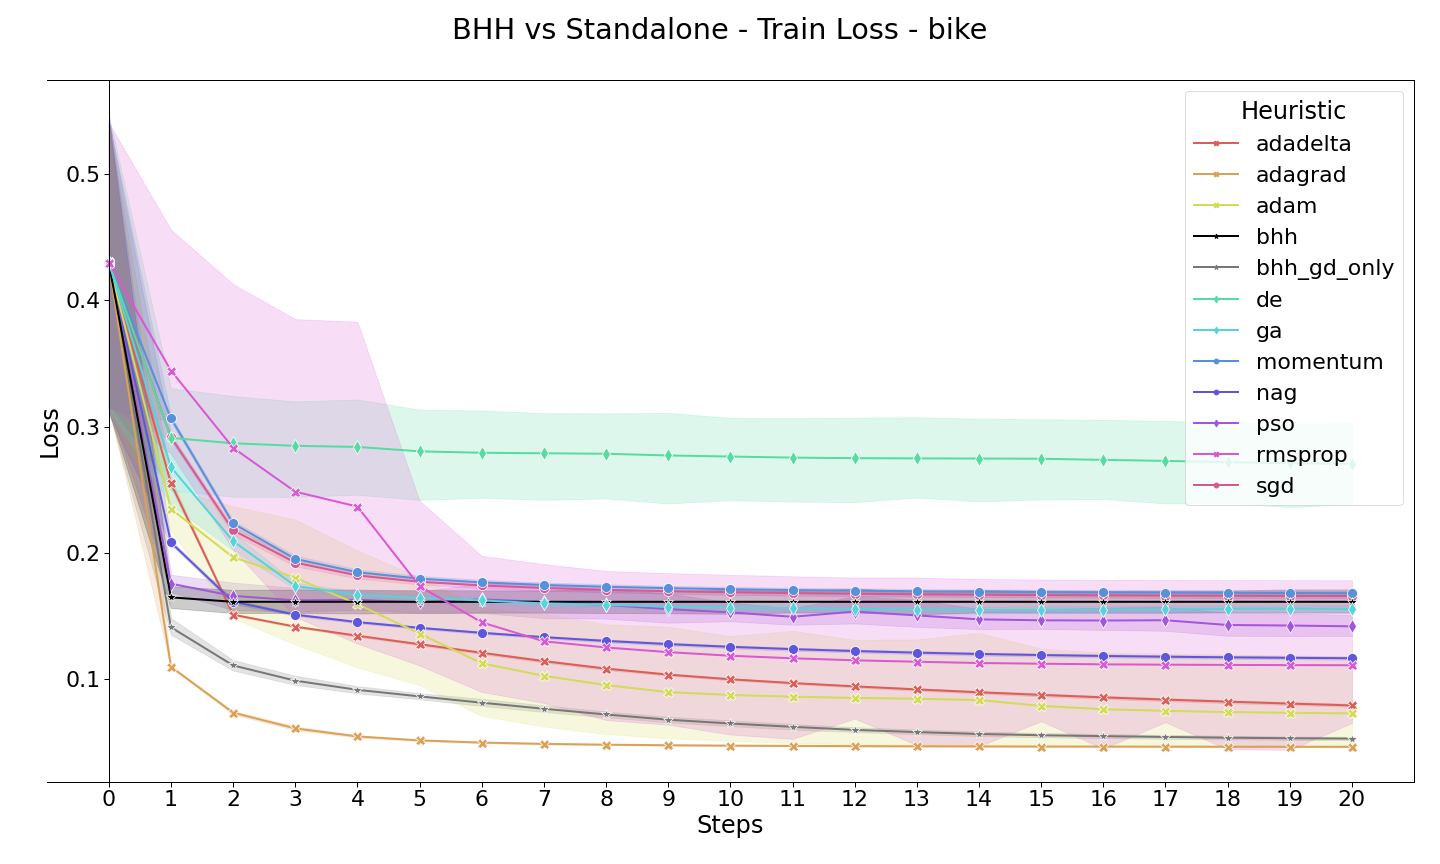 BHH vs Standalone - Train Loss - bike
Heuristic
adadelta
adagrad
adam
bhh
bhh_gd_only
de
ga
momentum
nag
pso
rmsprop
sgd
Loss
0.5
0.4
0.3
0.2
0.1
0 1 2 3 4 5 6 7 8 9 10 11 12 13 14 15 16 17 18 19 20
Steps